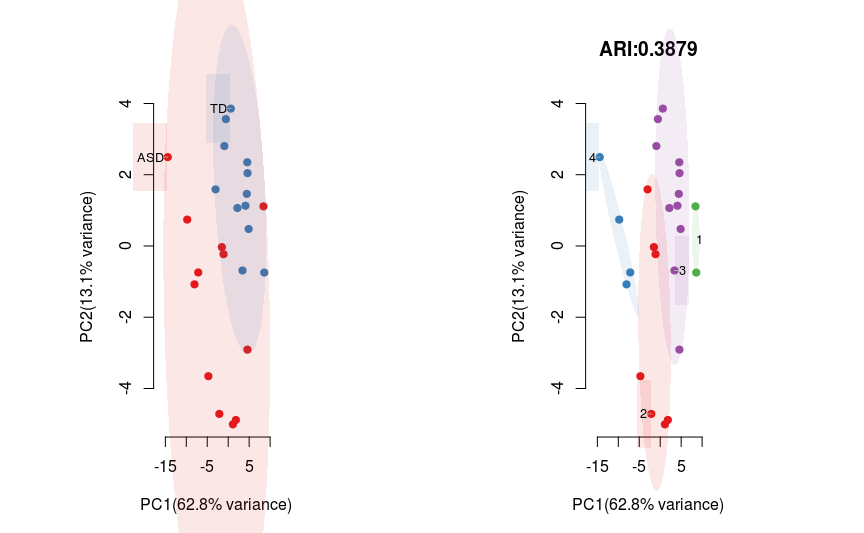 ARI:0.3879
4
2
0
-2
-4
PC2(13.1% variance)
TD
ASD
-15
-5
5
PC1(62.8% variance)
4
2
0
-2
-4
PC2(13.1% variance)
4
1
3
2
-15
-5
5
PC1(62.8% variance)